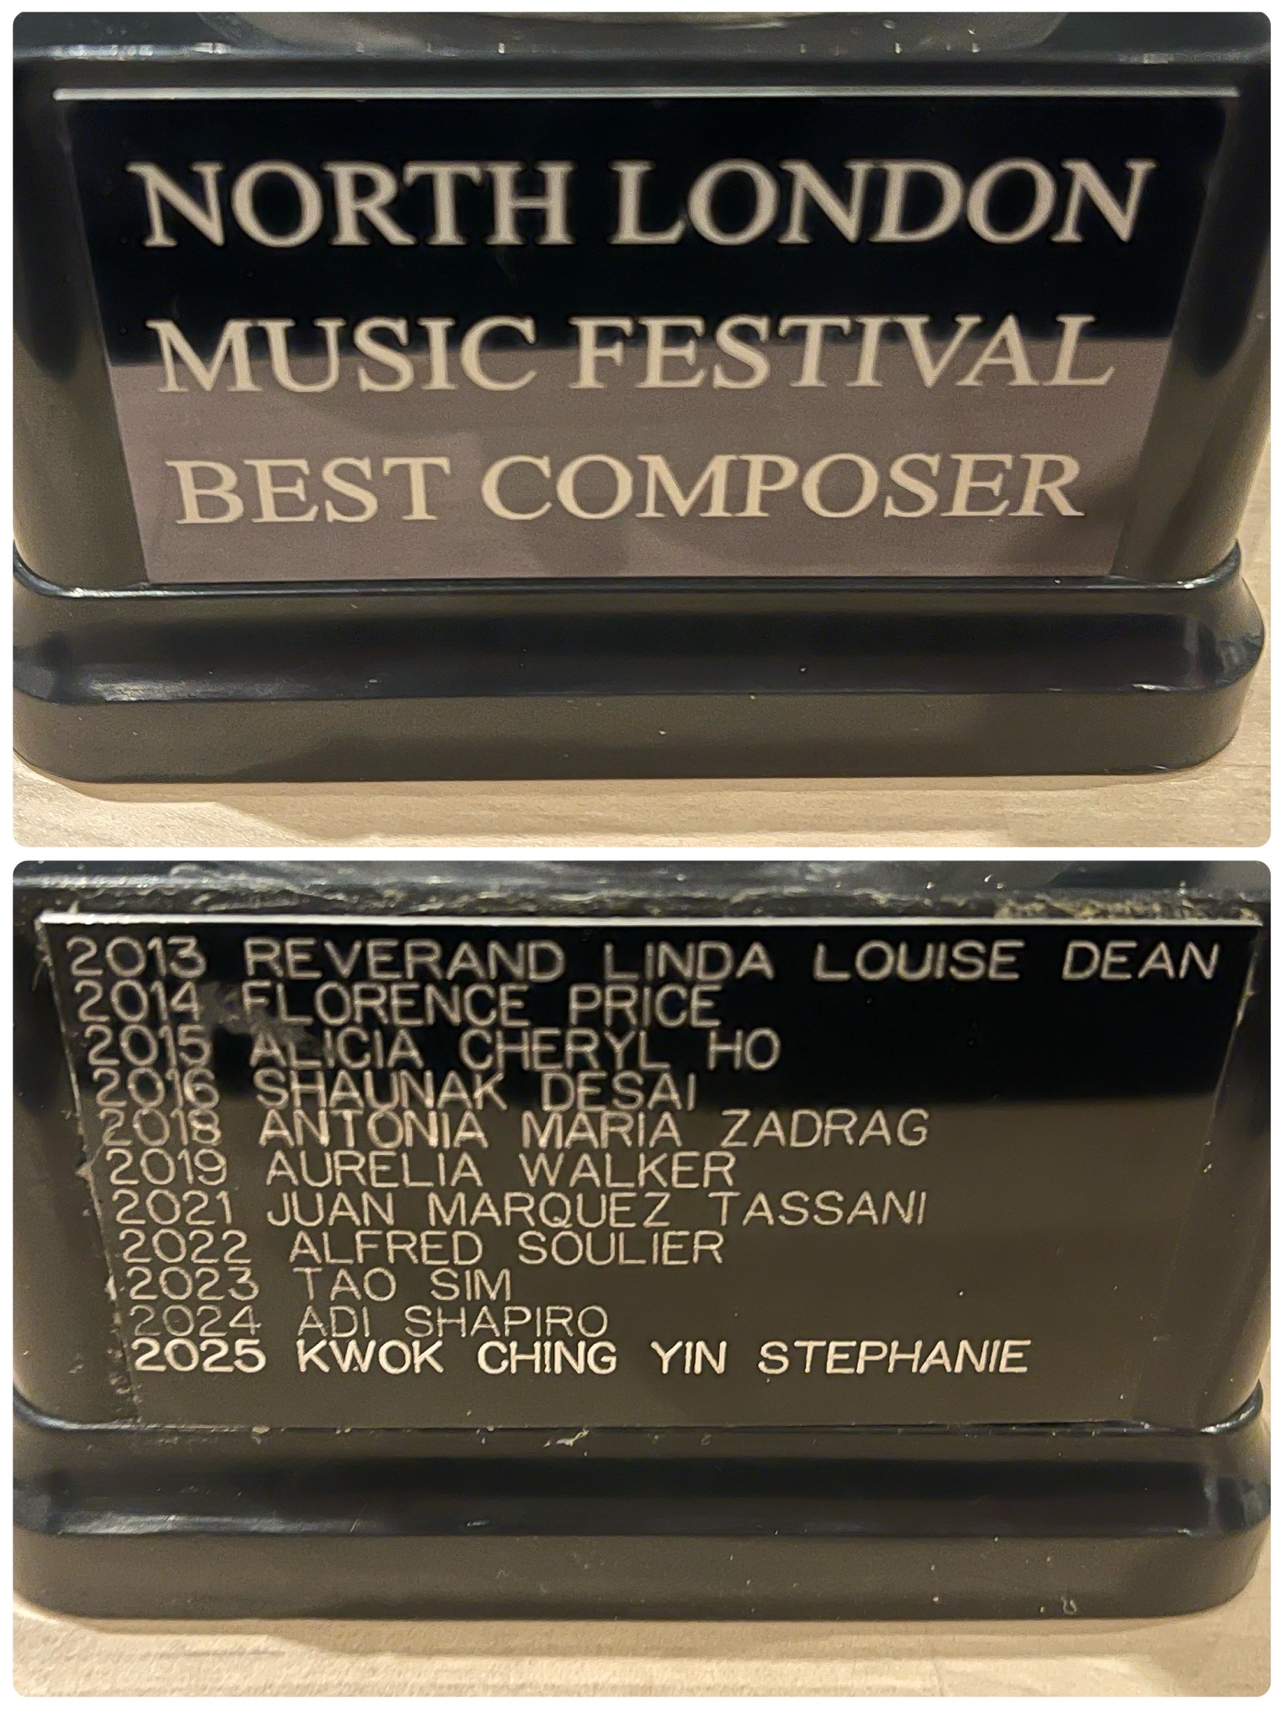 NORTH LONDON
MUSIC FESTIVAL
BEST COMPOSER
2013 REVERAND LINDA LOUISE DEAN
2014 FLORENCE PRICE
2015 ALICIA CHERYL HO
2016 SHAUNAK DESAI
2018 ANTONIA MARIA ZADRAG
2019 AURELIA WALKER
2021 JUAN MARQUEZ TASSANI
2022 ALFRED SOULIER
2023 TAO SIM
2024 ADI SHAPIRO
2025 KWOK CHING YIN STEPHANIE